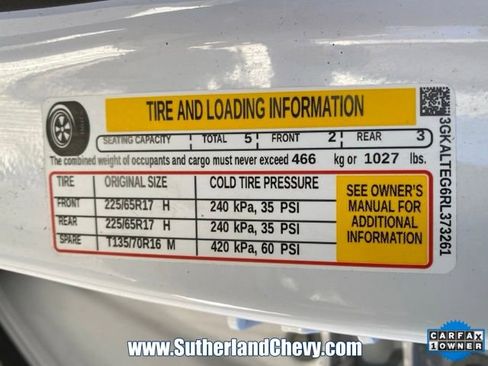 TIRE AND LOADING INFORMATION
SEATING CAPACITY TOTAL 5 FRONT 2 REAR 3
The combined weight of occupants and cargo must never exceed 466 kg or 1027 lbs.
TIRE ORIGINAL SIZE COLD TIRE PRESSURE
FRONT 225/65R17 H 240 kPa, 35 PSI
REAR 225/65R17 H 240 kPa, 35 PSI
SPARE T135/70R16 M 420 kPa, 60 PSI
SEE OWNER'S
MANUAL FOR
ADDITIONAL
INFORMATION
3GKALTEG6RL373261
www.SutherlandChevy.com
CARFAX
1OWNER